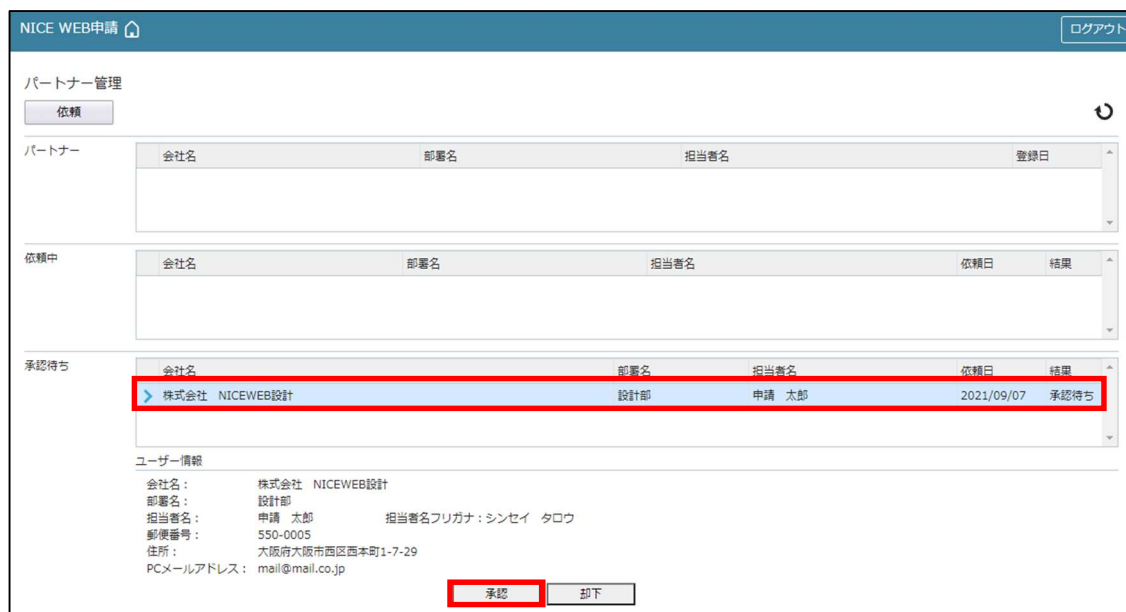 NICE WEB申請 ログアウト
パートナー管理
依頼
パートナー
会社名 部署名 担当者名 登録日
依頼中
会社名 部署名 担当者名 依頼日 結果
承認待ち
会社名 部署名 担当者名 依頼日 結果
株式会社 NICEWEB設計 設計部 申請 太郎 2021/09/07 承認待ち
ユーザー情報
会社名： 株式会社 NICEWEB設計
部署名： 設計部
担当者名： 申請 太郎 担当者名フリガナ：シンセイ タロウ
郵便番号： 550-0005
住所： 大阪府大阪市西区西本町1-7-29
PCメールアドレス： mail@mail.co.jp
承認 却下